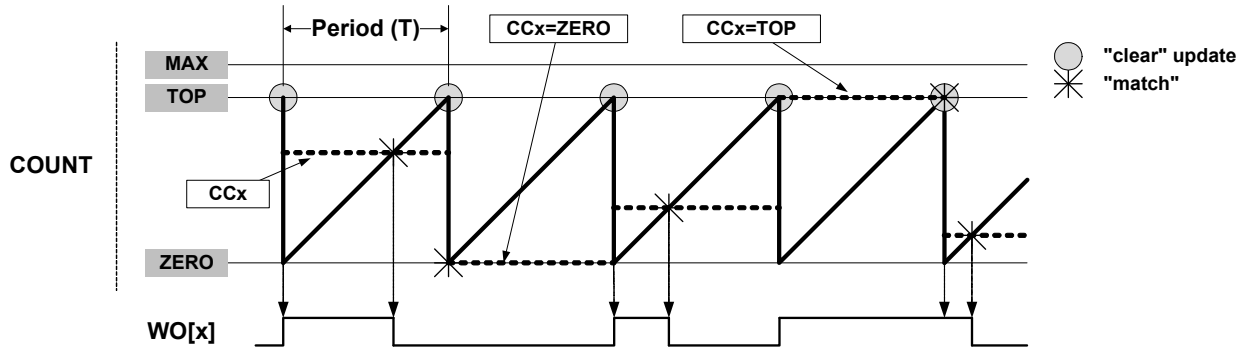 Period (T)
CCx=ZERO
CCx=TOP
"clear" update
"match"
MAX
TOP
COUNT
CCx
ZERO
WO[x]